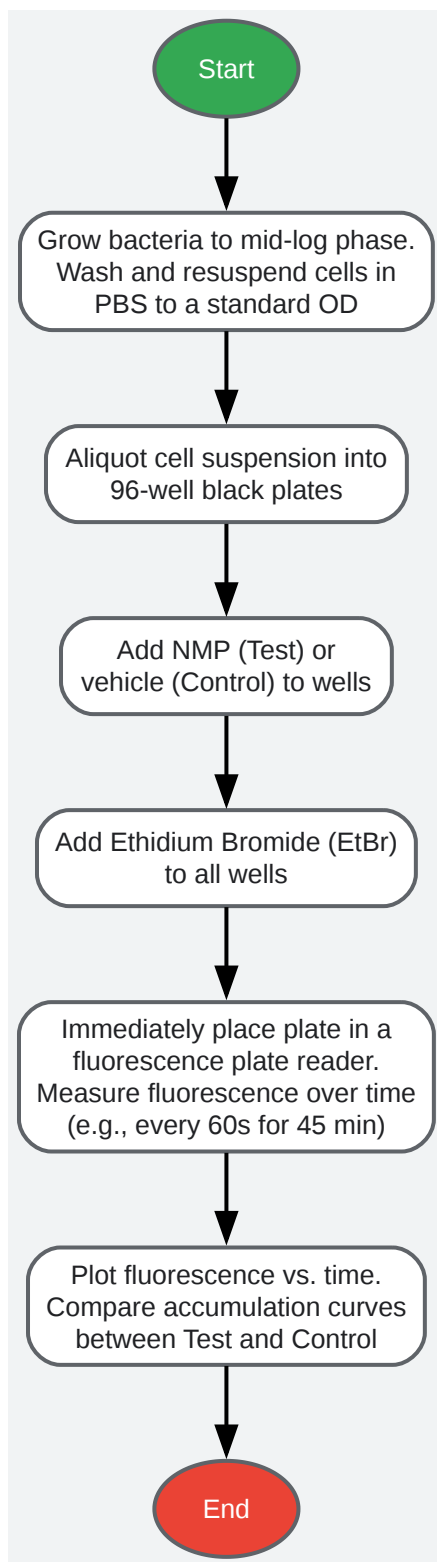 Start
Grow bacteria to mid-log phase.
Wash and resuspend cells in
PBS to a standard OD
Aliquot cell suspension into
96-well black plates
Add NMP (Test) or
vehicle (Control) to wells
Add Ethidium Bromide (EtBr)
to all wells
Immediately place plate in a
fluorescence plate reader.
Measure fluorescence over time
(e.g., every 60s for 45 min)
Plot fluorescence vs. time.
Compare accumulation curves
between Test and Control
End